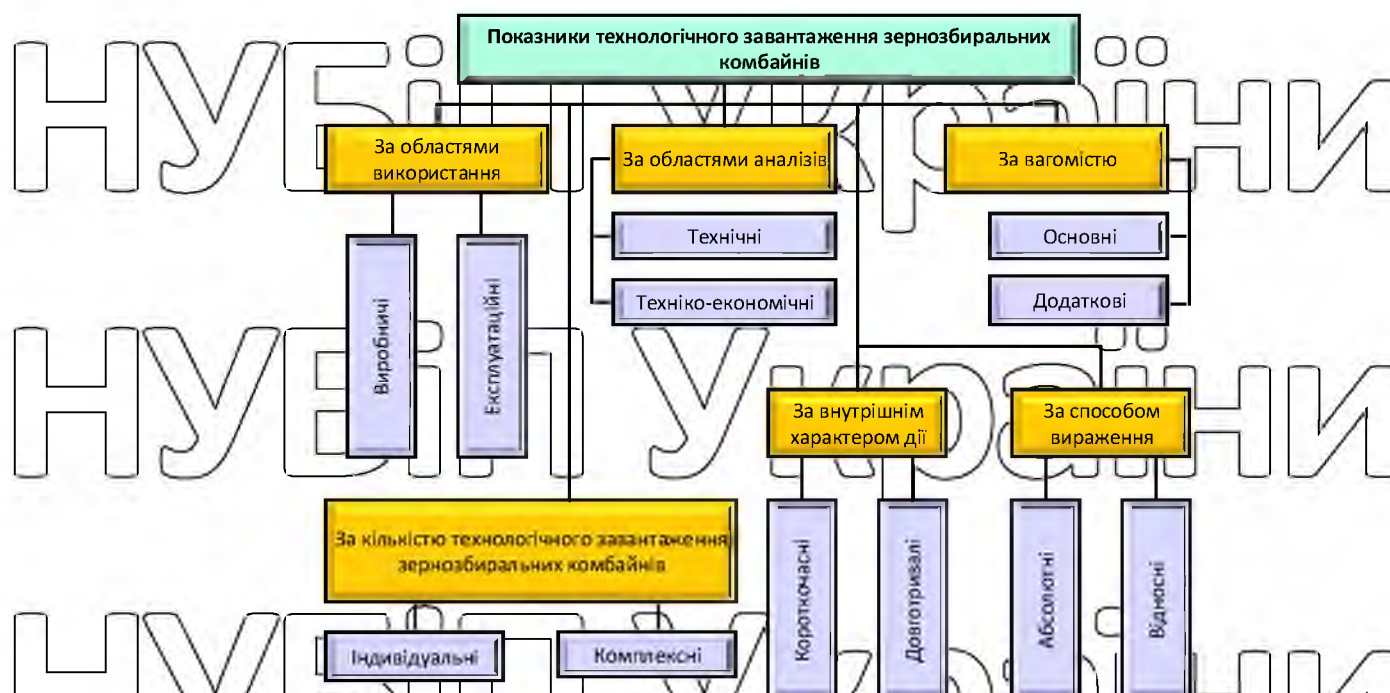 НУБіП України
Показники технологічного завантаження зернозбиральних
комбайнів
За областями
використання
За областями аналізів
За вагомістю
Технічні
Основні
Техніко-економічні
Додаткові
Виробничі
Експлуатаційні
НУБіП України
За внутрішнім
характером дії
За способом
вираження
За кількістю технологічного завантаження
зернозбиральних комбайнів
Короткочасні
Довготривалі
Абсолютні
Відносні
НУБіП України
Індивідуальні
Комплексні